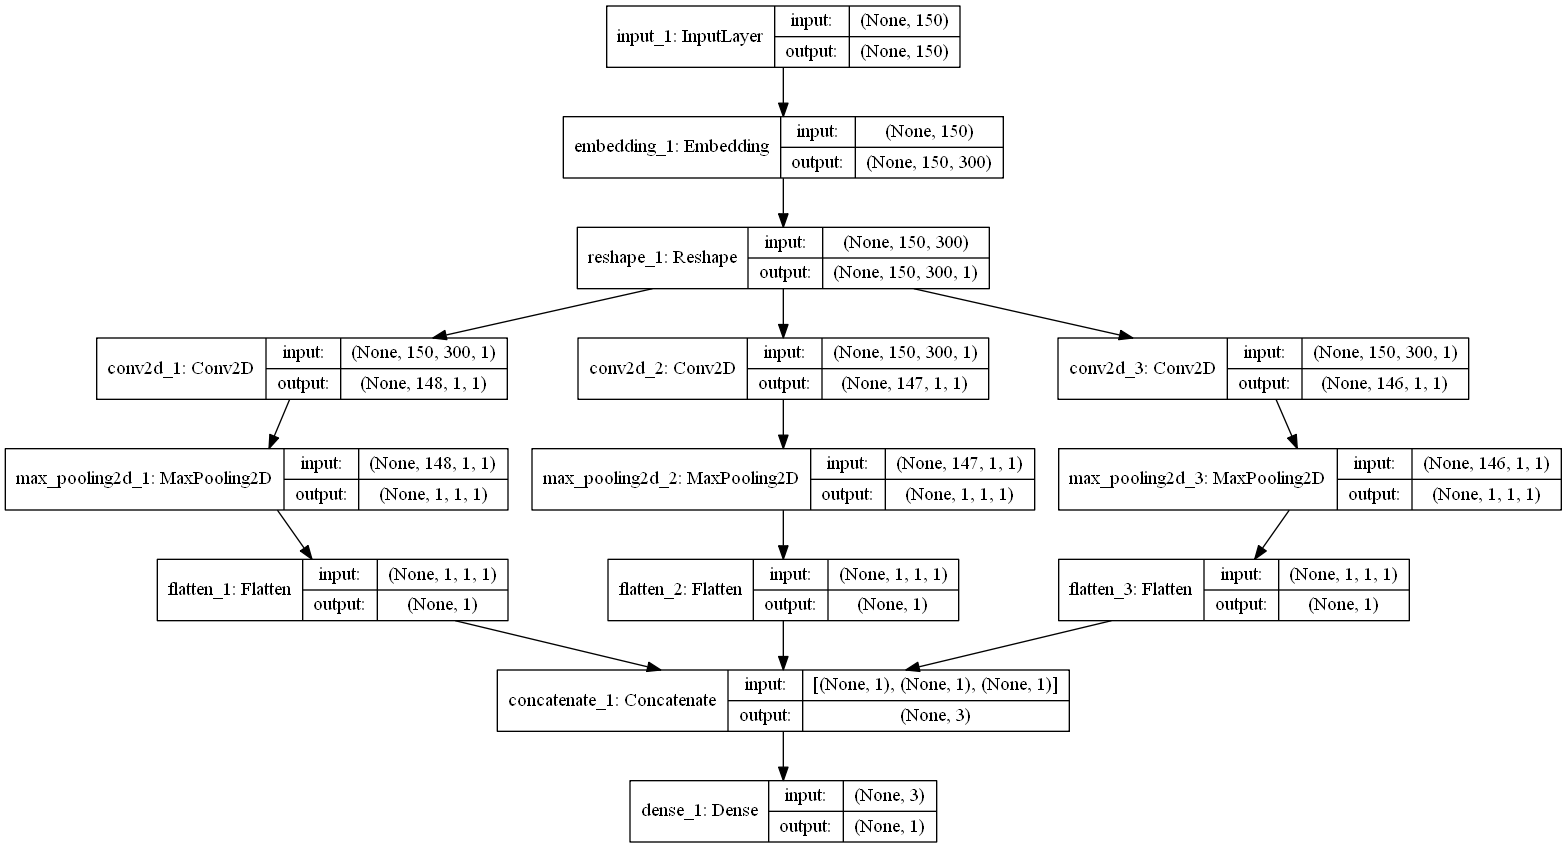 input_1: InputLayer
input: (None, 150)
output: (None, 150)
embedding_1: Embedding
input: (None, 150)
output: (None, 150, 300)
reshape_1: Reshape
input: (None, 150, 300)
output: (None, 150, 300, 1)
conv2d_1: Conv2D
input: (None, 150, 300, 1)
output: (None, 148, 1, 1)
conv2d_2: Conv2D
input: (None, 150, 300, 1)
output: (None, 147, 1, 1)
conv2d_3: Conv2D
input: (None, 150, 300, 1)
output: (None, 146, 1, 1)
max_pooling2d_1: MaxPooling2D
input: (None, 148, 1, 1)
output: (None, 1, 1, 1)
max_pooling2d_2: MaxPooling2D
input: (None, 147, 1, 1)
output: (None, 1, 1, 1)
max_pooling2d_3: MaxPooling2D
input: (None, 146, 1, 1)
output: (None, 1, 1, 1)
flatten_1: Flatten
input: (None, 1, 1, 1)
output: (None, 1)
flatten_2: Flatten
input: (None, 1, 1, 1)
output: (None, 1)
flatten_3: Flatten
input: (None, 1, 1, 1)
output: (None, 1)
concatenate_1: Concatenate
input: [(None, 1), (None, 1), (None, 1)]
output: (None, 3)
dense_1: Dense
input: (None, 3)
output: (None, 1)